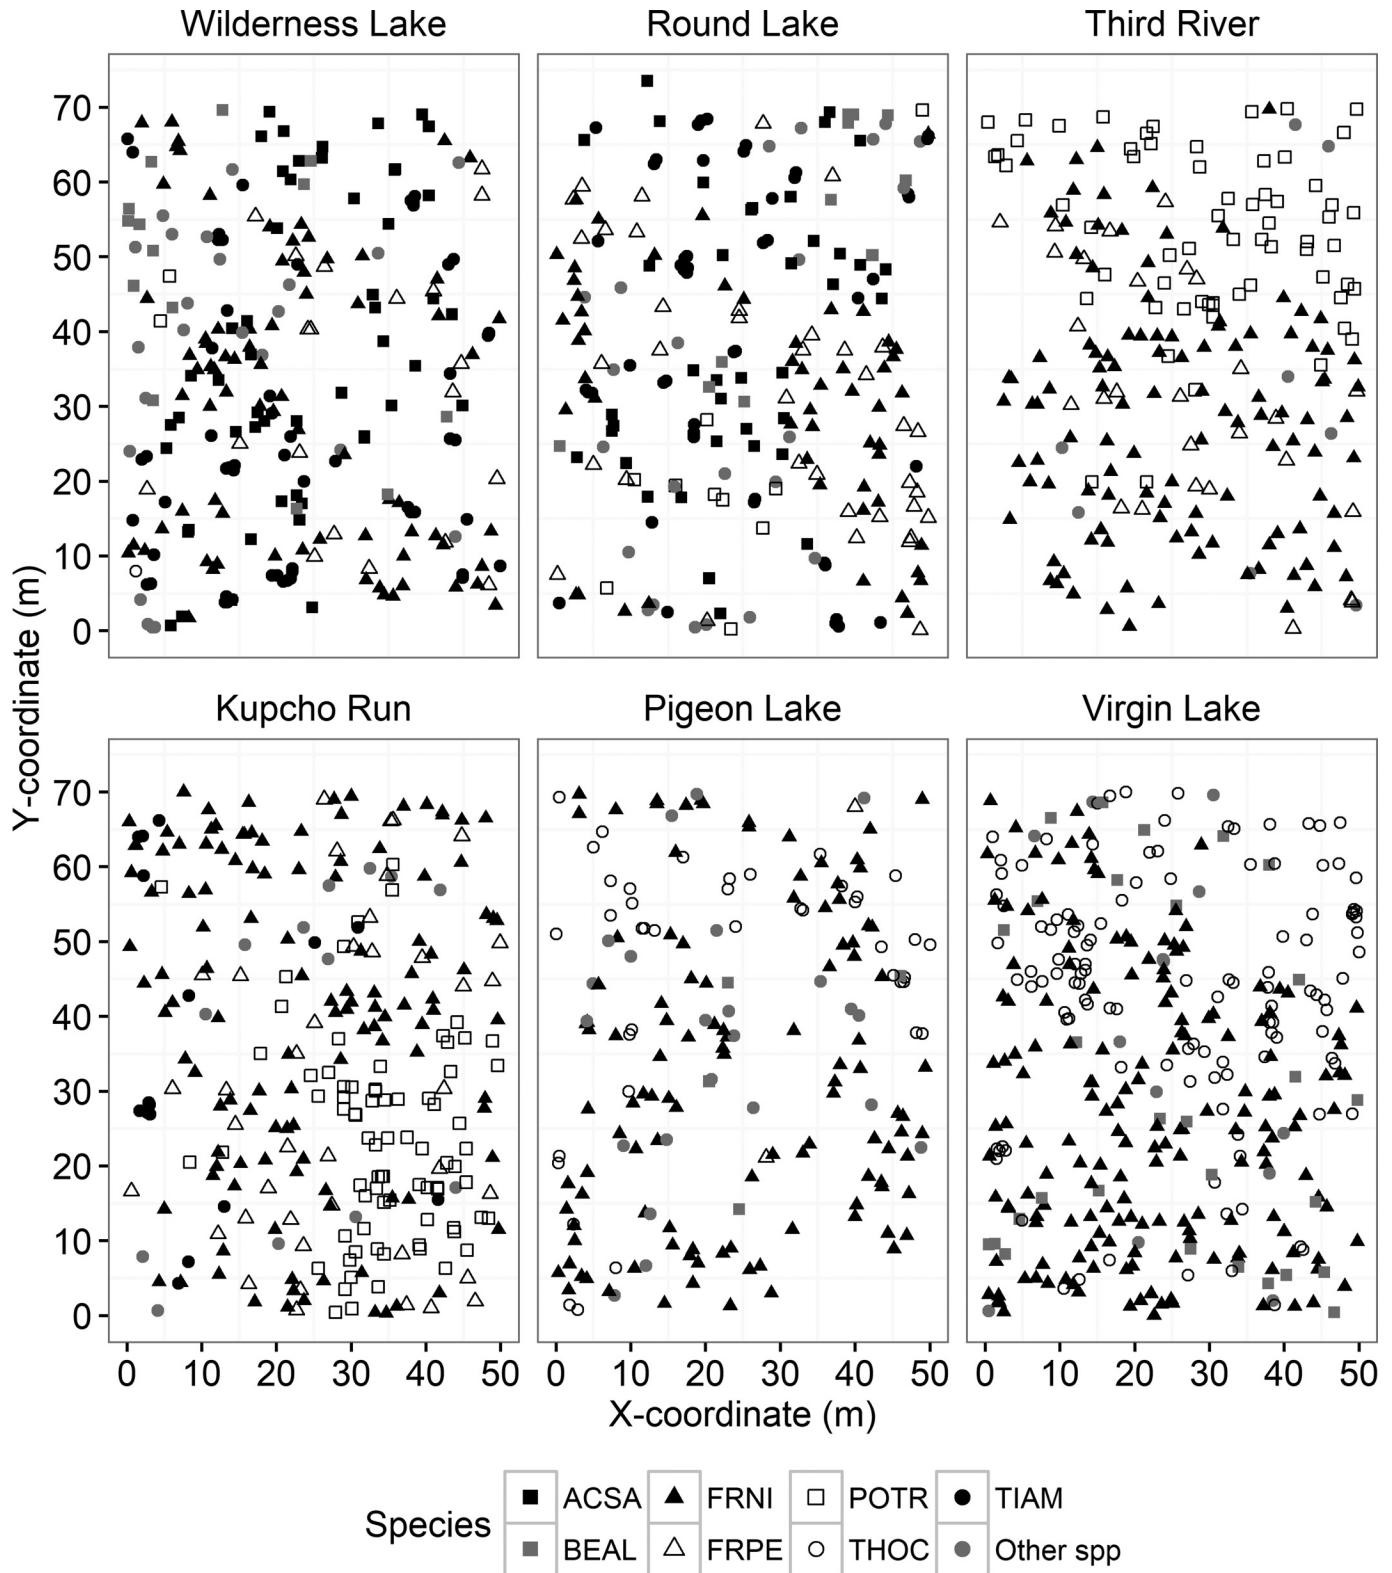 Wilderness Lake Round Lake Third River
70
60
50
40
30
20
10
0
Kupcho Run Pigeon Lake Virgin Lake
70
60
50
40
30
20
10
0
Y-coordinate (m)
0 10 20 30 40 50 0 10 20 30 40 50 0 10 20 30 40 50
X-coordinate (m)
Species
ACSA FRNI POTR TIAM
BEAL FRPE THOC Other spp